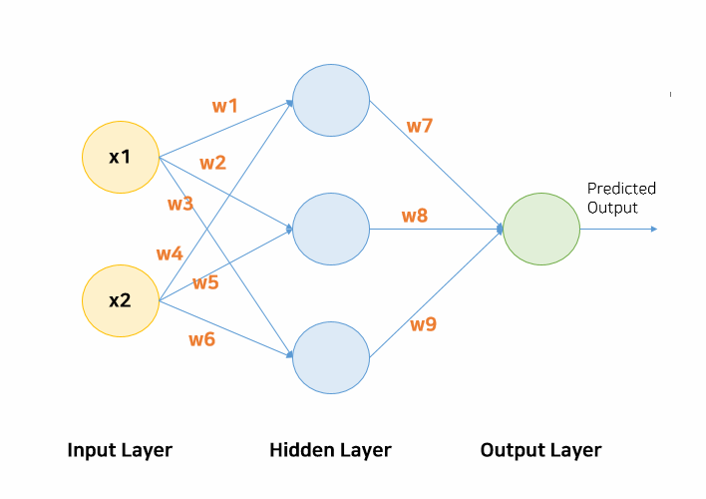 w1
w7
w2
x1
Predicted
Output
w3
w8
w4
w5
x2
w9
w6
Input Layer
Hidden Layer
Output Layer